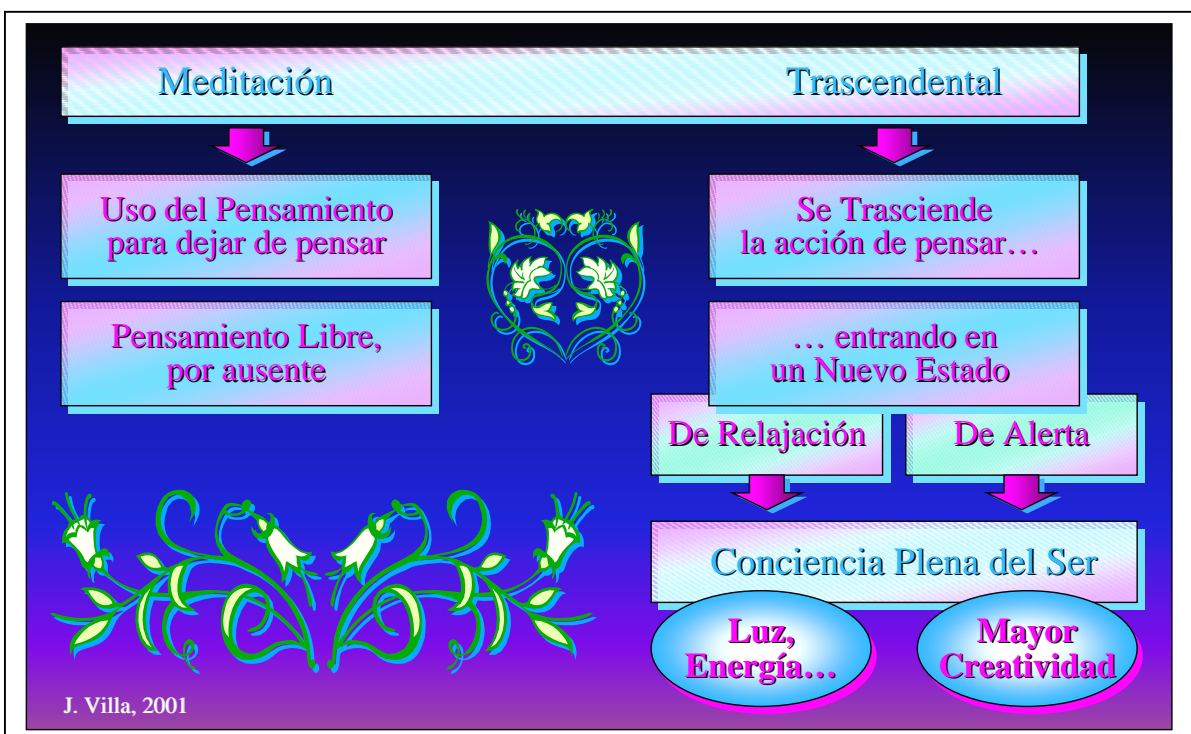 Meditación Trascendental
Uso del Pensamiento
para dejar de pensar
Pensamiento Libre,
por ausente
Se Trasciende
la acción de pensar…
… entrando en
un Nuevo Estado
De Relajación
De Alerta
Conciencia Plena del Ser
Luz,
Energía…
Mayor
Creatividad
J. Villa, 2001